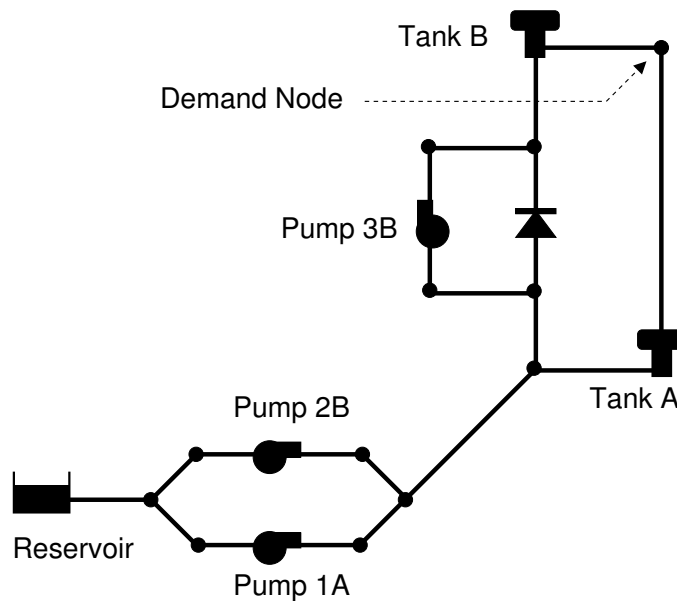 Tank B
Demand Node
Pump 3B
Tank A
Pump 2B
Reservoir
Pump 1A